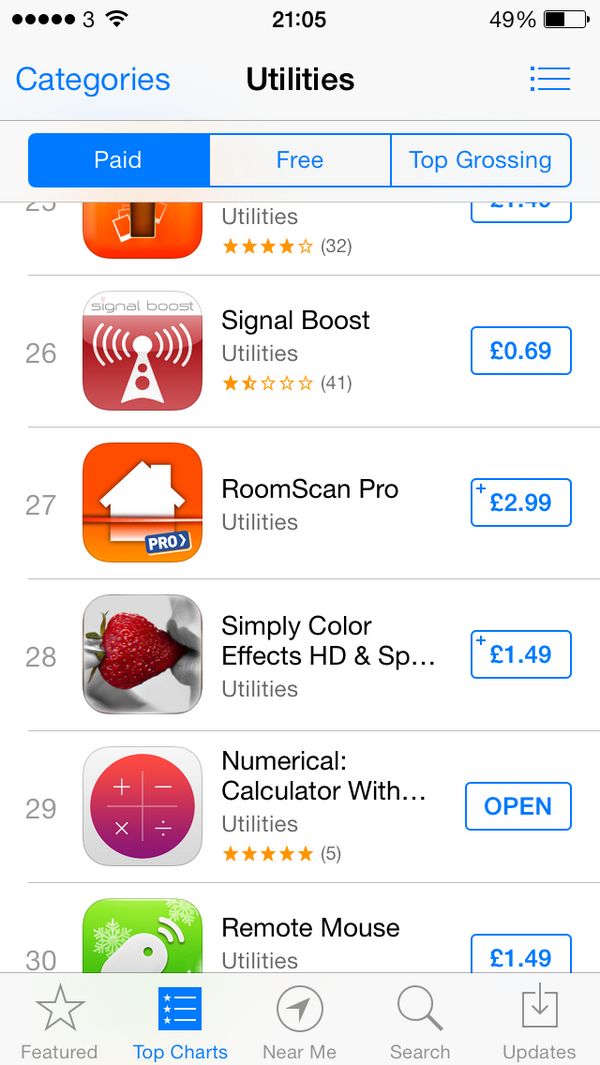 3 21:05 49%
Categories Utilities
Paid Free Top Grossing
25 £1.49
Utilities
(32)
signal boost
Signal Boost
26 Utilities £0.69
(41)
RoomScan Pro
27 Utilities + £2.99
PRO
Simply Color
28 Effects HD & Sp... + £1.49
Utilities
Numerical:
29 Calculator With... OPEN
Utilities
(5)
Remote Mouse
30 Utilities £1.49
Featured Top Charts Near Me Search Updates